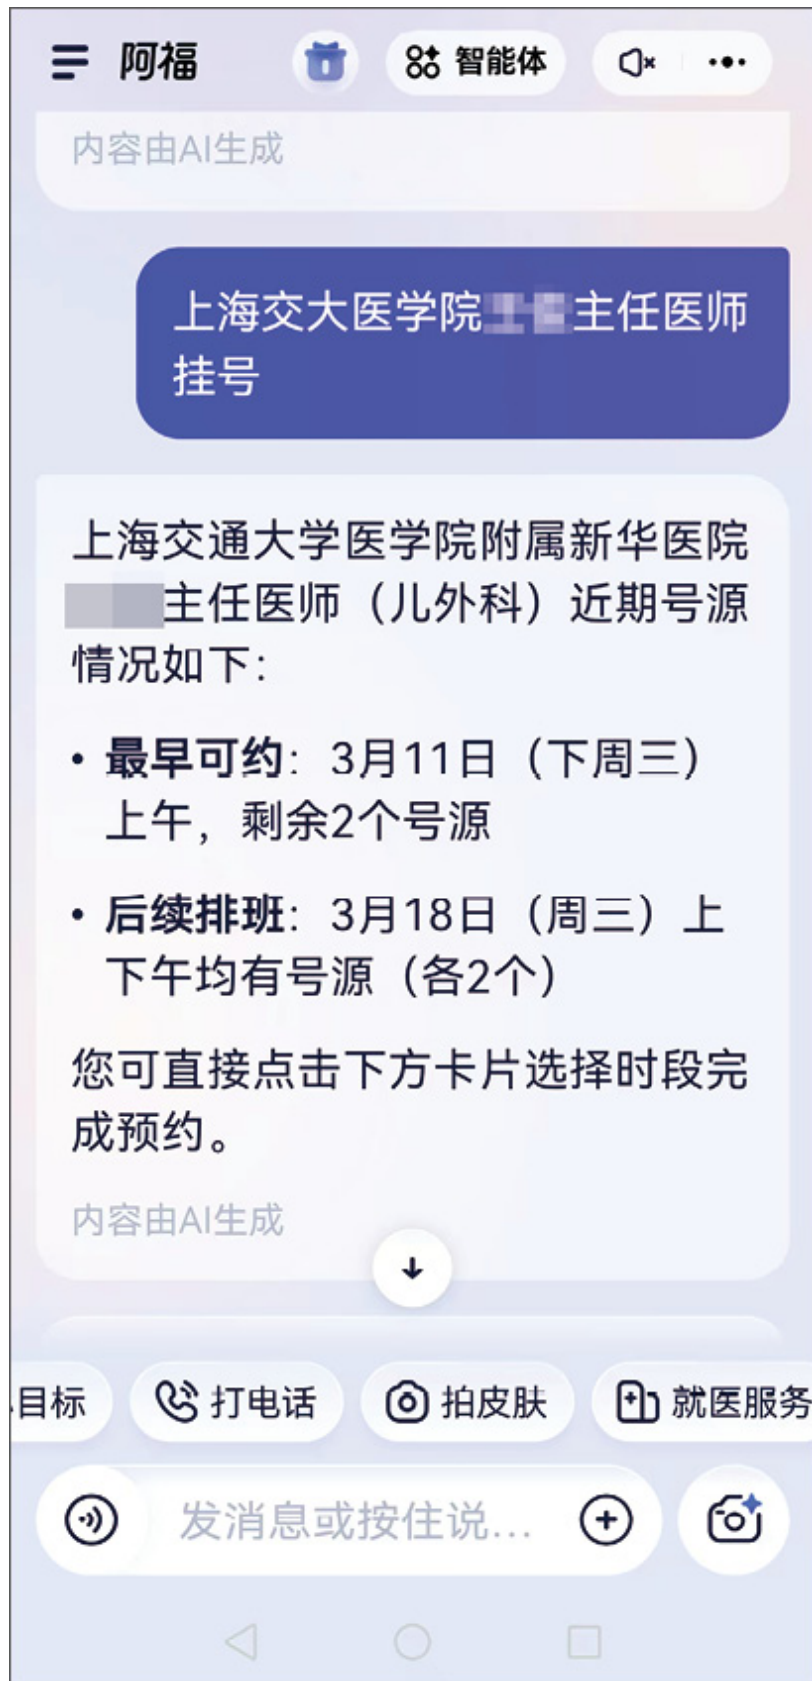 阿福
智能体
内容由AI生成
上海交大医学院主任医师
挂号
上海交通大学医学院附属新华医院
主任医师（儿外科）近期号源
情况如下：
• 最早可约：3月11日（下周三）
上午，剩余2个号源
• 后续排班：3月18日（周三）上
下午均有号源（各2个）
您可直接点击下方卡片选择时段完
成预约。
内容由AI生成
目标
打电话
拍皮肤
就医服务
发消息或按住说...